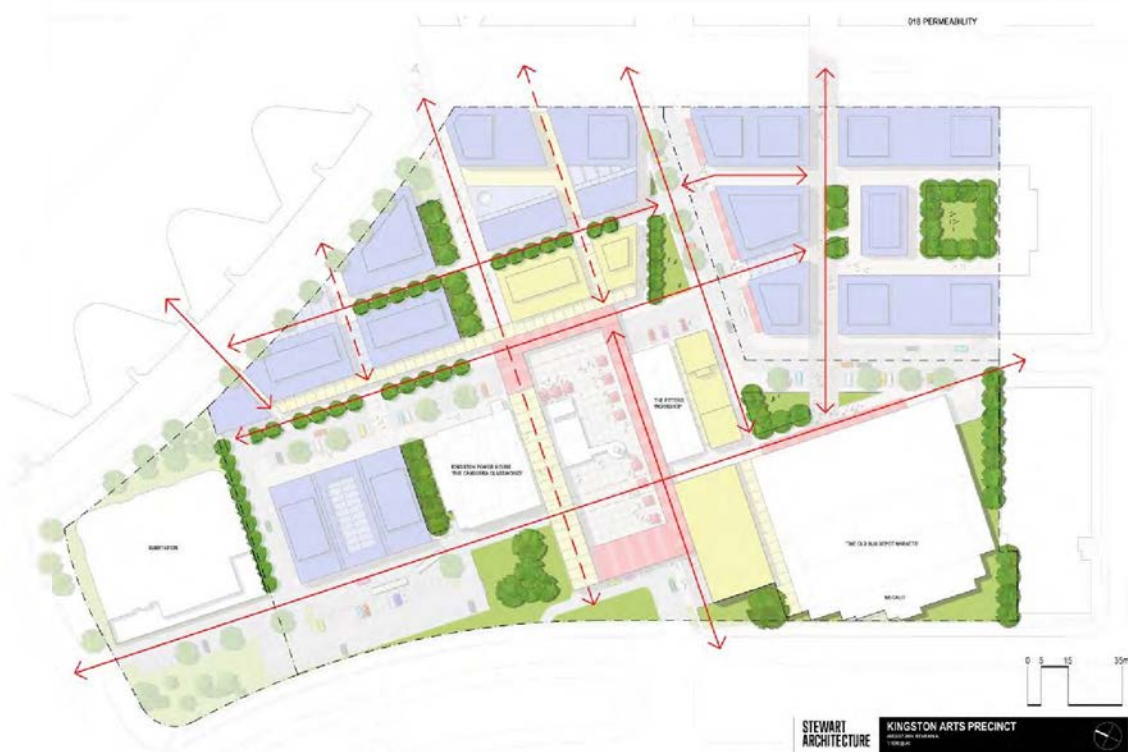 018 PERMEABILITY
THE FITTERS
WORKSHOP
KINGSTON POWER HOUSE
'THE CANBERRA GLASSWORKS'
SUBSTATION
THE OLD BUS DEPOT MARKETS
0 5 15 35m
STEWART
ARCHITECTURE
KINGSTON ARTS PRECINCT